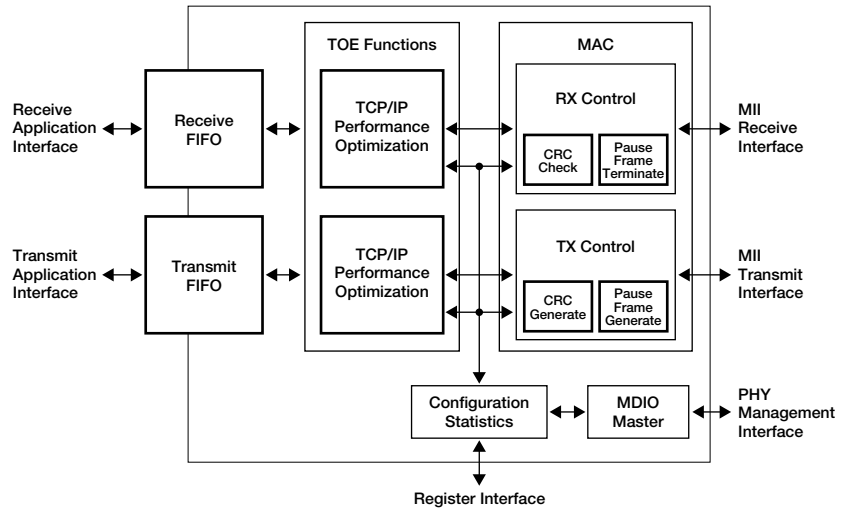 TOE Functions
MAC
Receive
Application
Interface
Receive
FIFO
TCP/IP
Performance
Optimization
RX Control
CRC
Check
Pause
Frame
Terminate
MII
Receive
Interface
Transmit
Application
Interface
Transmit
FIFO
TCP/IP
Performance
Optimization
TX Control
CRC
Generate
Pause
Frame
Generate
MII
Transmit
Interface
Configuration
Statistics
MDIO
Master
PHY
Management
Interface
Register Interface